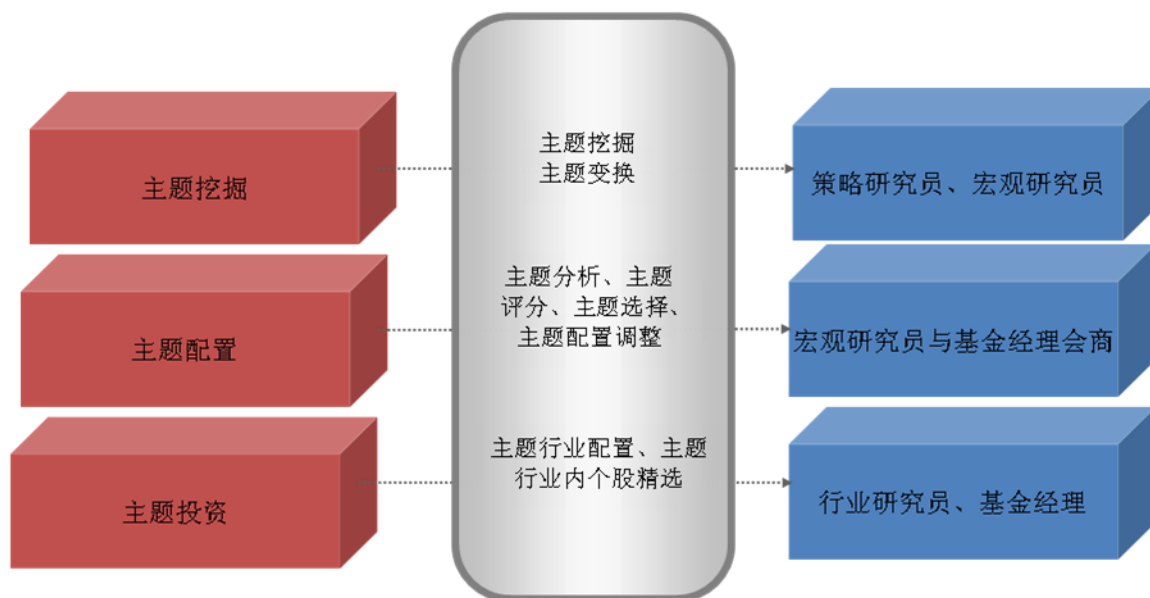 主题挖掘
主题挖掘
主题变换
策略研究员、宏观研究员
主题配置
主题分析、主题
评分、主题选择、
主题配置调整
宏观研究员与基金经理会商
主题投资
主题行业配置、主题
行业内个股精选
行业研究员、基金经理